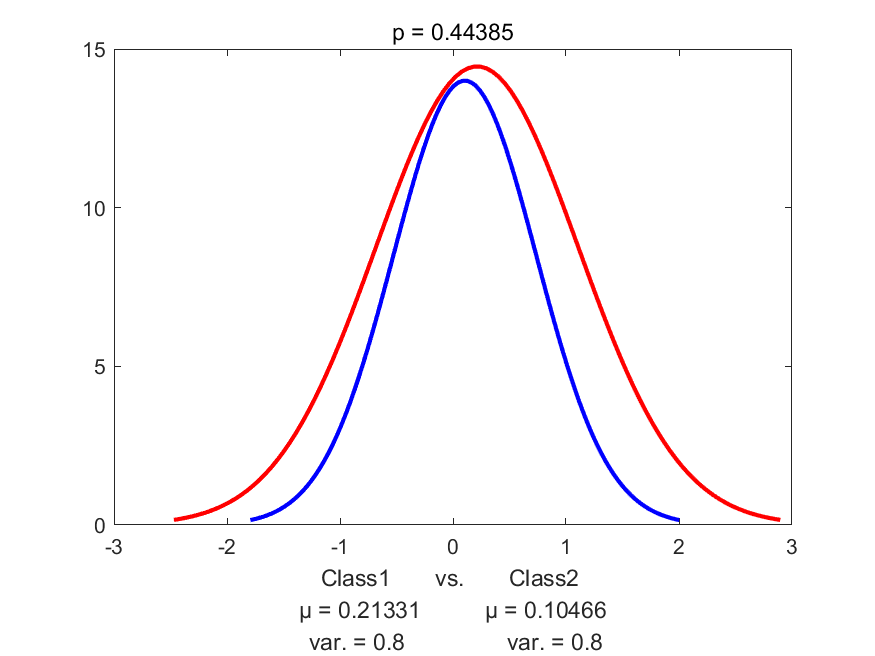 p = 0.44385
15
10
5
0
-3 -2 -1 0 1 2 3
Class1 vs. Class2
μ = 0.21331 μ = 0.10466
var. = 0.8 var. = 0.8